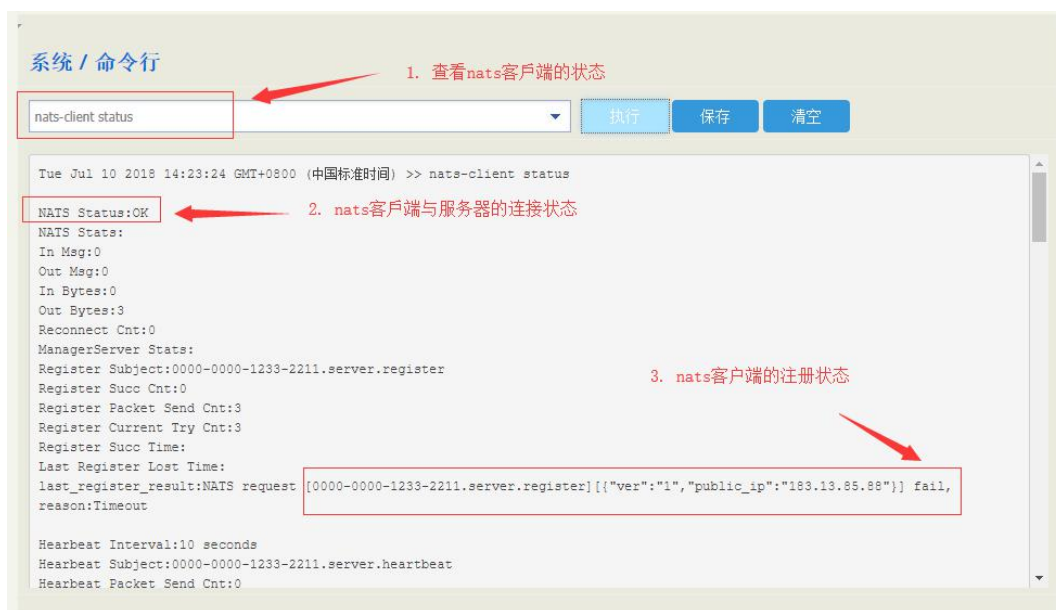 系统 / 命令行
1. 查看nats客戶端的状态
nats-client status
执行
保存
清空
Tue Jul 10 2018 14:23:24 GMT+0800 (中国标准时间) >> nats-client status
NATS Status:OK
2. nats客戶端与服务器的连接状态
NATS Stats:
In Msg:0
Out Msg:0
In Bytes:0
Out Bytes:3
Reconnect Cnt:0
ManagerServer Stats:
Register Subject:0000-0000-1233-2211.server.register
3. nats客户端的注册状态
Register Succ Cnt:0
Register Packet Send Cnt:3
Register Current Try Cnt:3
Register Succ Time:
Last Register Lost Time:
last_register_result:NATS request [0000-0000-1233-2211.server.register][{"ver":"1","public_ip":"183.13.85.88"}] fail,
reason:Timeout
Hearbeat Interval:10 seconds
Hearbeat Subject:0000-0000-1233-2211.server.heartbeat
Hearbeat Packet Send Cnt:0